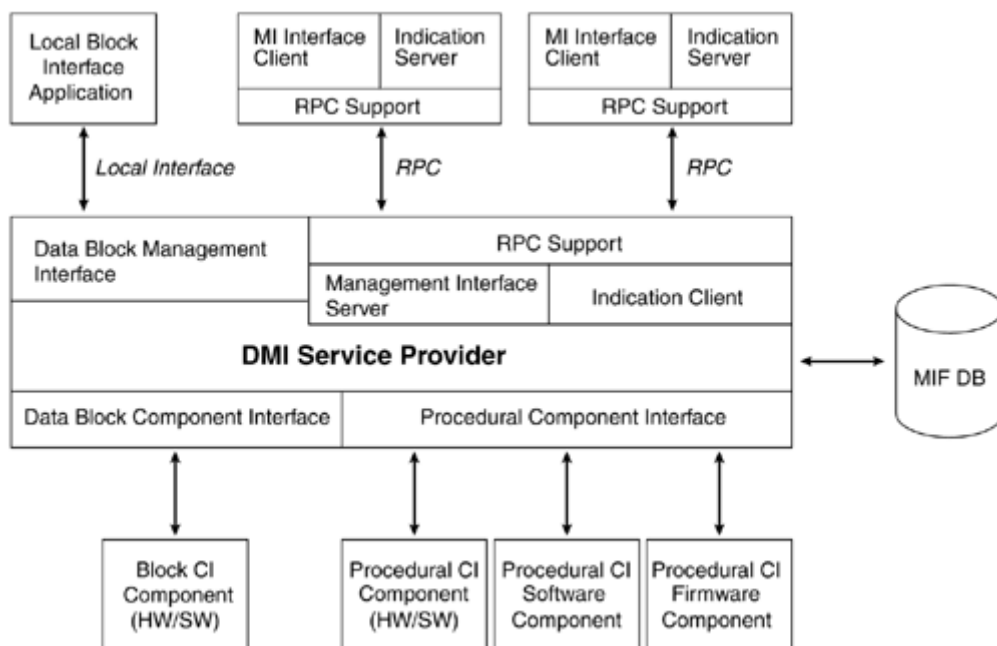 Local Block
Interface
Application
MI Interface
Client
Indication
Server
RPC Support
MI Interface
Client
Indication
Server
RPC Support
Local Interface
RPC
RPC
Data Block Management
Interface
RPC Support
Management Interface
Server
Indication Client
DMI Service Provider
MIF DB
Data Block Component Interface
Procedural Component Interface
Block CI
Component
(HW/SW)
Procedural CI
Component
(HW/SW)
Procedural CI
Software
Component
Procedural CI
Firmware
Component